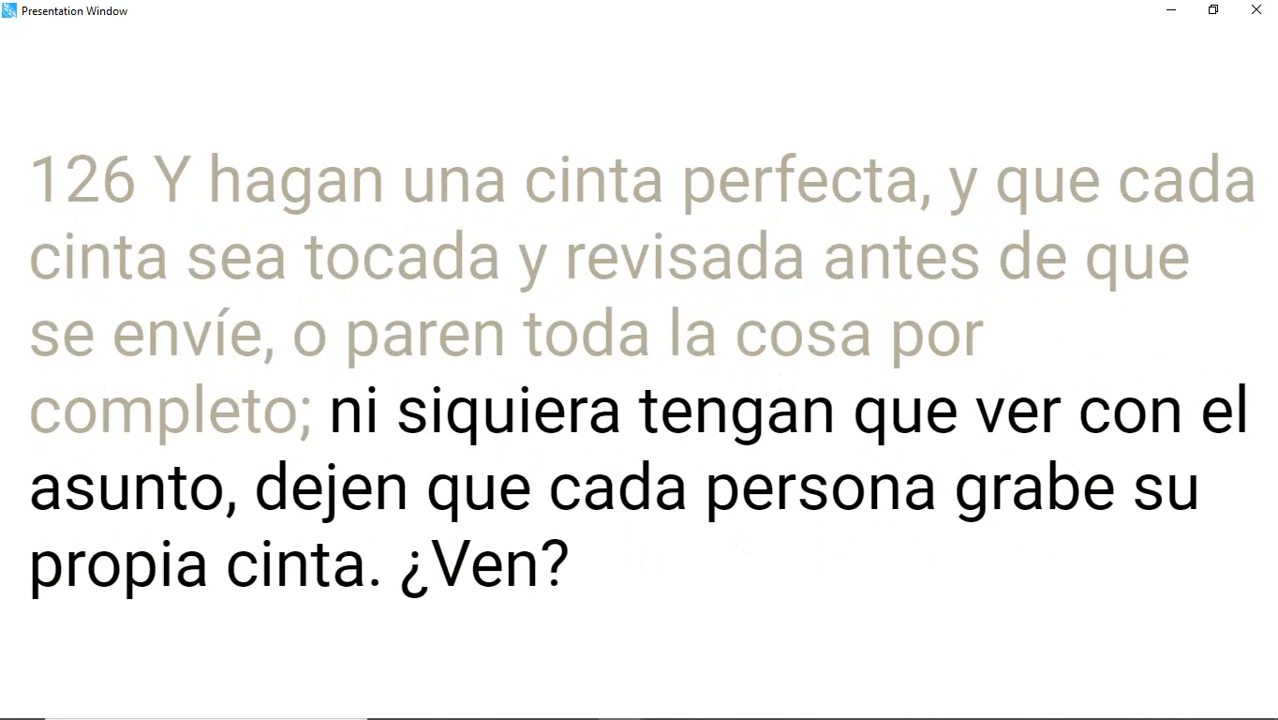 Presentation Window
126 Y hagan una cinta perfecta, y que cada
cinta sea tocada y revisada antes de que
se envíe, o paren toda la cosa por
completo; ni siquiera tengan que ver con el
asunto, dejen que cada persona grabe su
propia cinta. ¿Ven?